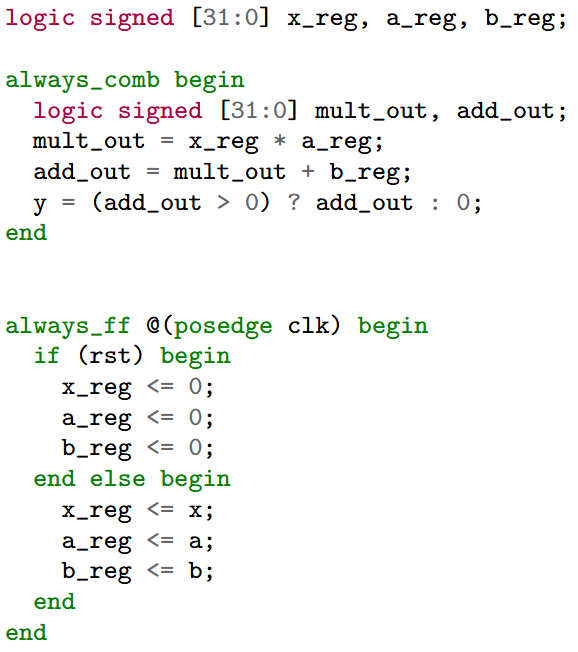 logic signed [31:0] x_reg, a_reg, b_reg;
always_comb begin
logic signed [31:0] mult_out, add_out;
mult_out = x_reg * a_reg;
add_out = mult_out + b_reg;
y = (add_out > 0) ? add_out : 0;
end
always_ff @(posedge clk) begin
if (rst) begin
x_reg <= 0;
a_reg <= 0;
b_reg <= 0;
end else begin
x_reg <= x;
a_reg <= a;
b_reg <= b;
end
end